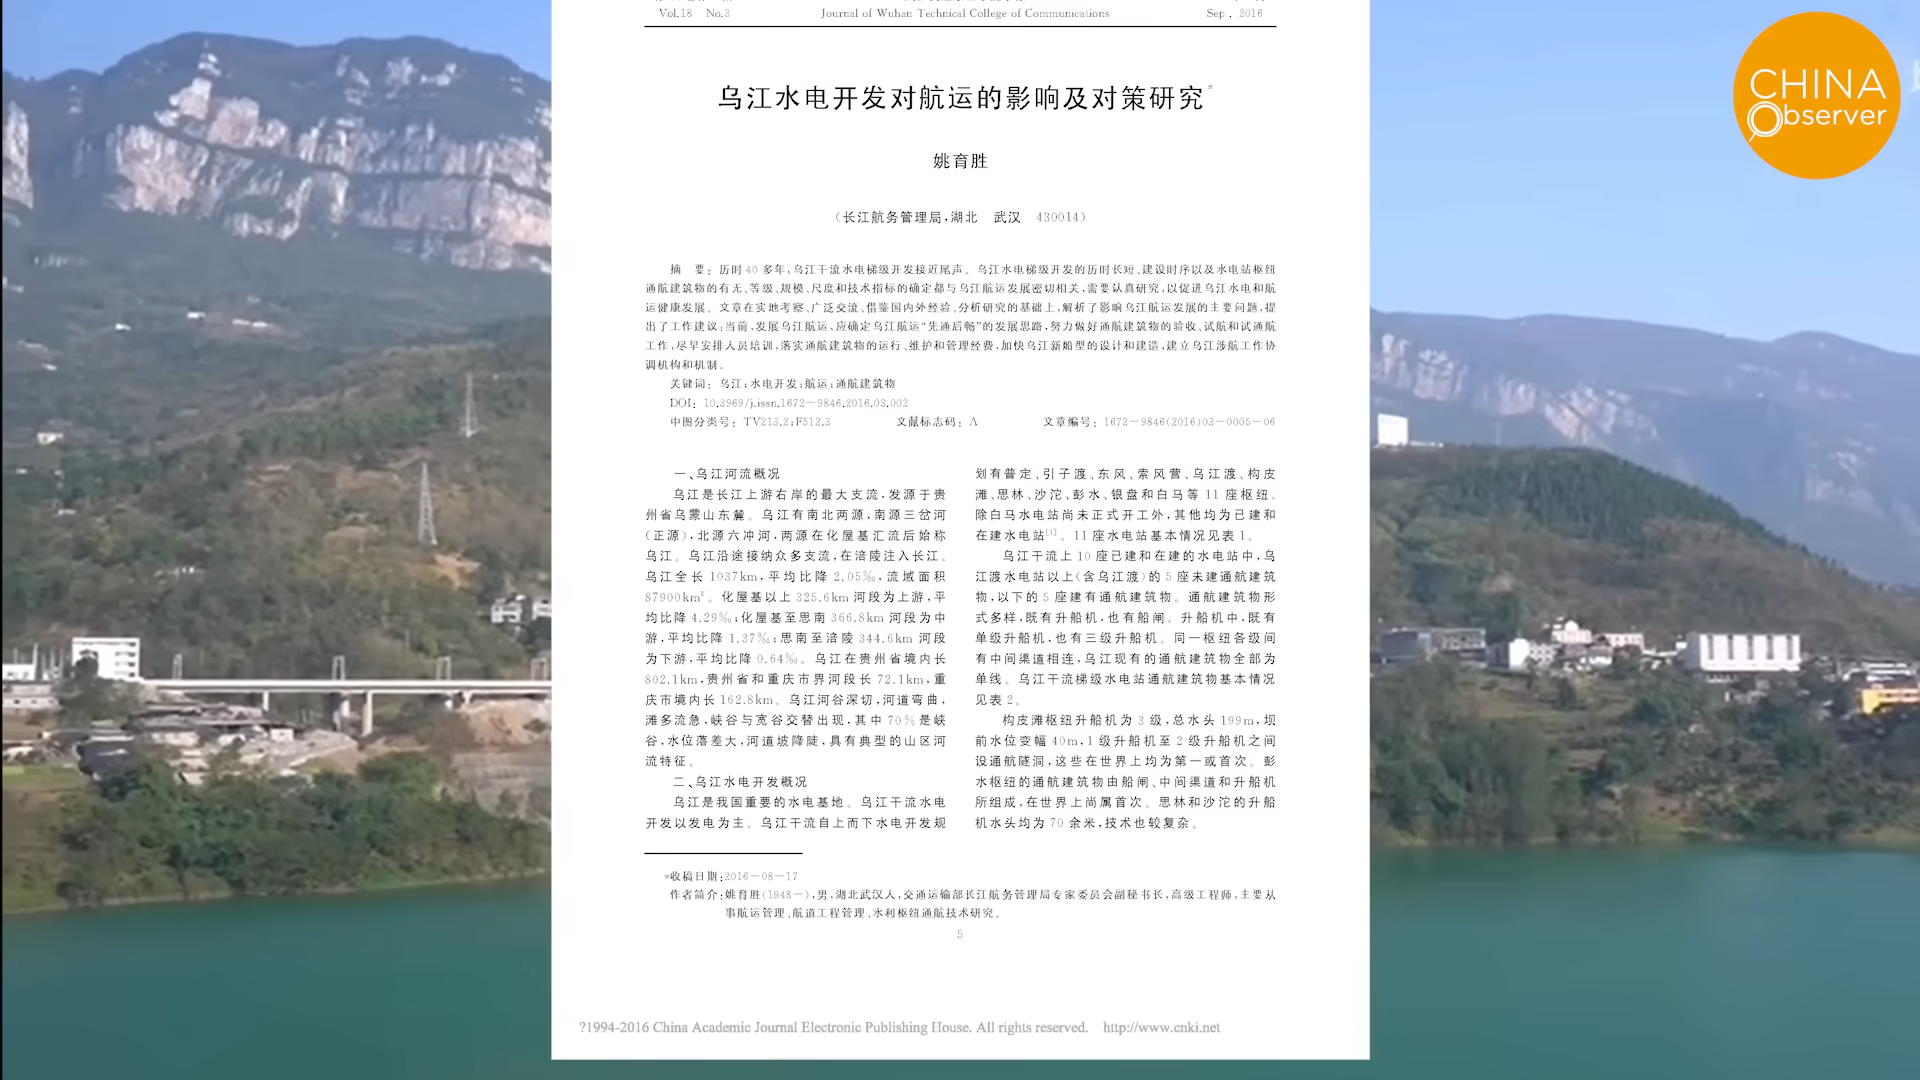 Vol.18 No.3
Journal of Wuhan Technical College of Communications
Sep. 2016
CHINA
Observer
乌江水电开发对航运的影响及对策研究*
姚育胜
(长江航务管理局,湖北 武汉 430014)
摘 要:历时40多年,乌江干流水电梯级开发接近尾声。乌江水电梯级开发的历时长短、建设时序以及水电站枢纽
通航建筑物的有无、等级、规模、尺度和技术指标的确定都与乌江航运发展密切相关,需要认真研究,以促进乌江水电和航
运健康发展。文章在实地考察、广泛交流、借鉴国内外经验、分析研究的基础上,解析了影响乌江航运发展的主要问题,提
出了工作建议:当前,发展乌江航运,应确定乌江航运“先通后畅”的发展思路,努力做好通航建筑物的验收、试航和试通航
工作,尽早安排人员培训,落实通航建筑物的运行、维护和管理经费,加快乌江新船型的设计和建造,建立乌江涉航工作协
调机构和机制。
关键词:乌江;水电开发;航运;通航建筑物
DOI:10.3969/j.issn.1672-9846.2016.03.002
中图分类号:TV213.2;F512.3 文献标志码:A 文章编号:1672-9846(2016)03-0005-06
一、乌江河流概况
乌江是长江上游右岸的最大支流,发源于贵
州省乌蒙山东麓。乌江有南北两源,南源三岔河
(正源),北源六冲河,两源在化屋基汇流后始称
乌江。乌江沿途接纳众多支流,在涪陵注入长江。
乌江全长1037km,平均比降2.05‰,流域面积
87900km²。化屋基以上325.6km河段为上游,平
均比降4.29‰;化屋基至思南366.8km河段为中
游,平均比降1.37‰;思南至涪陵344.6km河段
为下游,平均比降0.64‰。乌江在贵州省境内长
802.1km,贵州省和重庆市界河段长72.1km,重
庆市境内长162.8km。乌江河谷深切,河道弯曲,
滩多流急,峡谷与宽谷交替出现,其中70%是峡
谷,水位落差大,河道坡降陡,具有典型的山区河
流特征。
二、乌江水电开发概况
乌江是我国重要的水电基地。乌江干流水电
开发以发电为主。乌江干流自上而下水电开发规
划有普定、引子渡、东风、索风营、乌江渡、构皮
滩、思林、沙沱、彭水、银盘和白马等11座枢纽。
除白马水电站尚未正式开工外,其他均为已建和
在建水电站[1]。11座水电站基本情况见表1。
乌江干流上10座已建和在建的水电站中,乌
江渡水电站以上(含乌江渡)的5座未建通航建筑
物,以下的5座建有通航建筑物。通航建筑物形
式多样,既有升船机,也有船闸。升船机中,既有
单级升船机,也有三级升船机。同一枢纽各级间
有中间渠道相连,乌江现有的通航建筑物全部为
单线。乌江干流梯级水电站通航建筑物基本情况
见表2。
构皮滩枢纽升船机为3级,总水头199m,坝
前水位变幅40m,1级升船机至2级升船机之间
设通航隧洞,这些在世界上均为第一或首次。彭
水枢纽的通航建筑物由船闸、中间渠道和升船机
所组成,在世界上尚属首次。思林和沙沱的升船
机水头均为70余米,技术也较复杂。
*收稿日期:2016-08-17
作者简介:姚育胜(1948-),男,湖北武汉人,交通运输部长江航务管理局专家委员会副秘书长,高级工程师,主要从
事航运管理、航道工程管理、水利枢纽通航技术研究。
5
?1994-2016 China Academic Journal Electronic Publishing House. All rights reserved. http://www.cnki.net